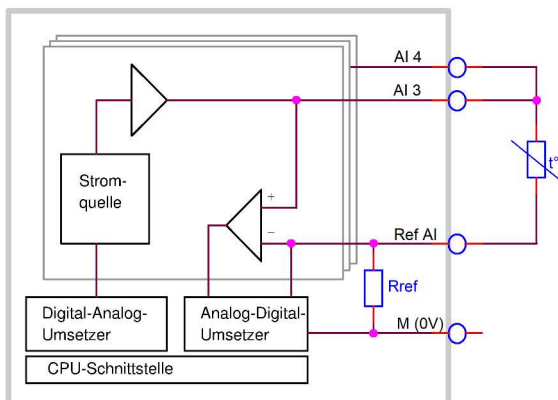 AI 4
AI 3
Strom-
quelle
t°
+
−
Ref AI
Rref
Digital-Analog-
Umsetzer
Analog-Digital-
Umsetzer
M (0V)
CPU-Schnittstelle